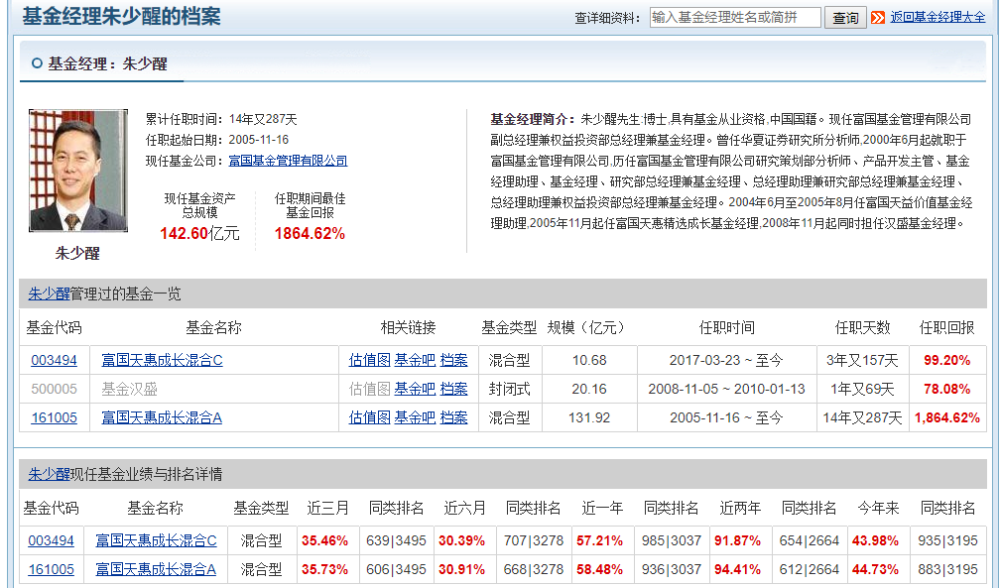 基金经理朱少醒的档案
查详细资料： 输入基金经理姓名或简拼 查询 返回基金经理大全
基金经理：朱少醒
累计任职时间：14年又287天
任职起始日期：2005-11-16
现任基金公司：富国基金管理有限公司
现任基金资产
总规模
142.60亿元
任职期间最佳
基金回报
1864.62%
朱少醒
基金经理简介：朱少醒先生:博士,具有基金从业资格,中国国籍。现任富国基金管理有限公司
副总经理兼权益投资部总经理兼基金经理。曾任华夏证券研究所分析师,2000年6月起就职于
富国基金管理有限公司,历任富国基金管理有限公司研究策划部分析师、产品开发主管、基金
经理助理、基金经理、研究部总经理兼基金经理、总经理助理兼研究部总经理兼基金经理、
总经理助理兼权益投资部总经理兼基金经理。2004年6月至2005年8月任富国天益价值基金经
理助理,2005年11月起任富国天惠精选成长基金经理,2008年11月起同时担任汉盛基金经理。
朱少醒管理过的基金一览
基金代码 基金名称 相关链接 基金类型 规模（亿元） 任职时间 任职天数 任职回报
003494 富国天惠成长混合C 估值图 基金吧 档案 混合型 10.68 2017-03-23 ~ 至今 3年又157天 99.20%
500005 基金汉盛 估值图 基金吧 档案 封闭式 20.16 2008-11-05 ~ 2010-01-13 1年又69天 78.08%
161005 富国天惠成长混合A 估值图 基金吧 档案 混合型 131.92 2005-11-16 ~ 至今 14年又287天 1,864.62%
朱少醒现任基金业绩与排名详情
基金代码 基金名称 基金类型 近三月 同类排名 近六月 同类排名 近一年 同类排名 近两年 同类排名 今年来 同类排名
003494 富国天惠成长混合C 混合型 35.46% 639|3495 30.39% 707|3278 57.21% 985|3037 91.87% 654|2664 43.98% 935|3195
161005 富国天惠成长混合A 混合型 35.73% 606|3495 30.91% 668|3278 58.48% 936|3037 94.41% 612|2664 44.73% 883|3195